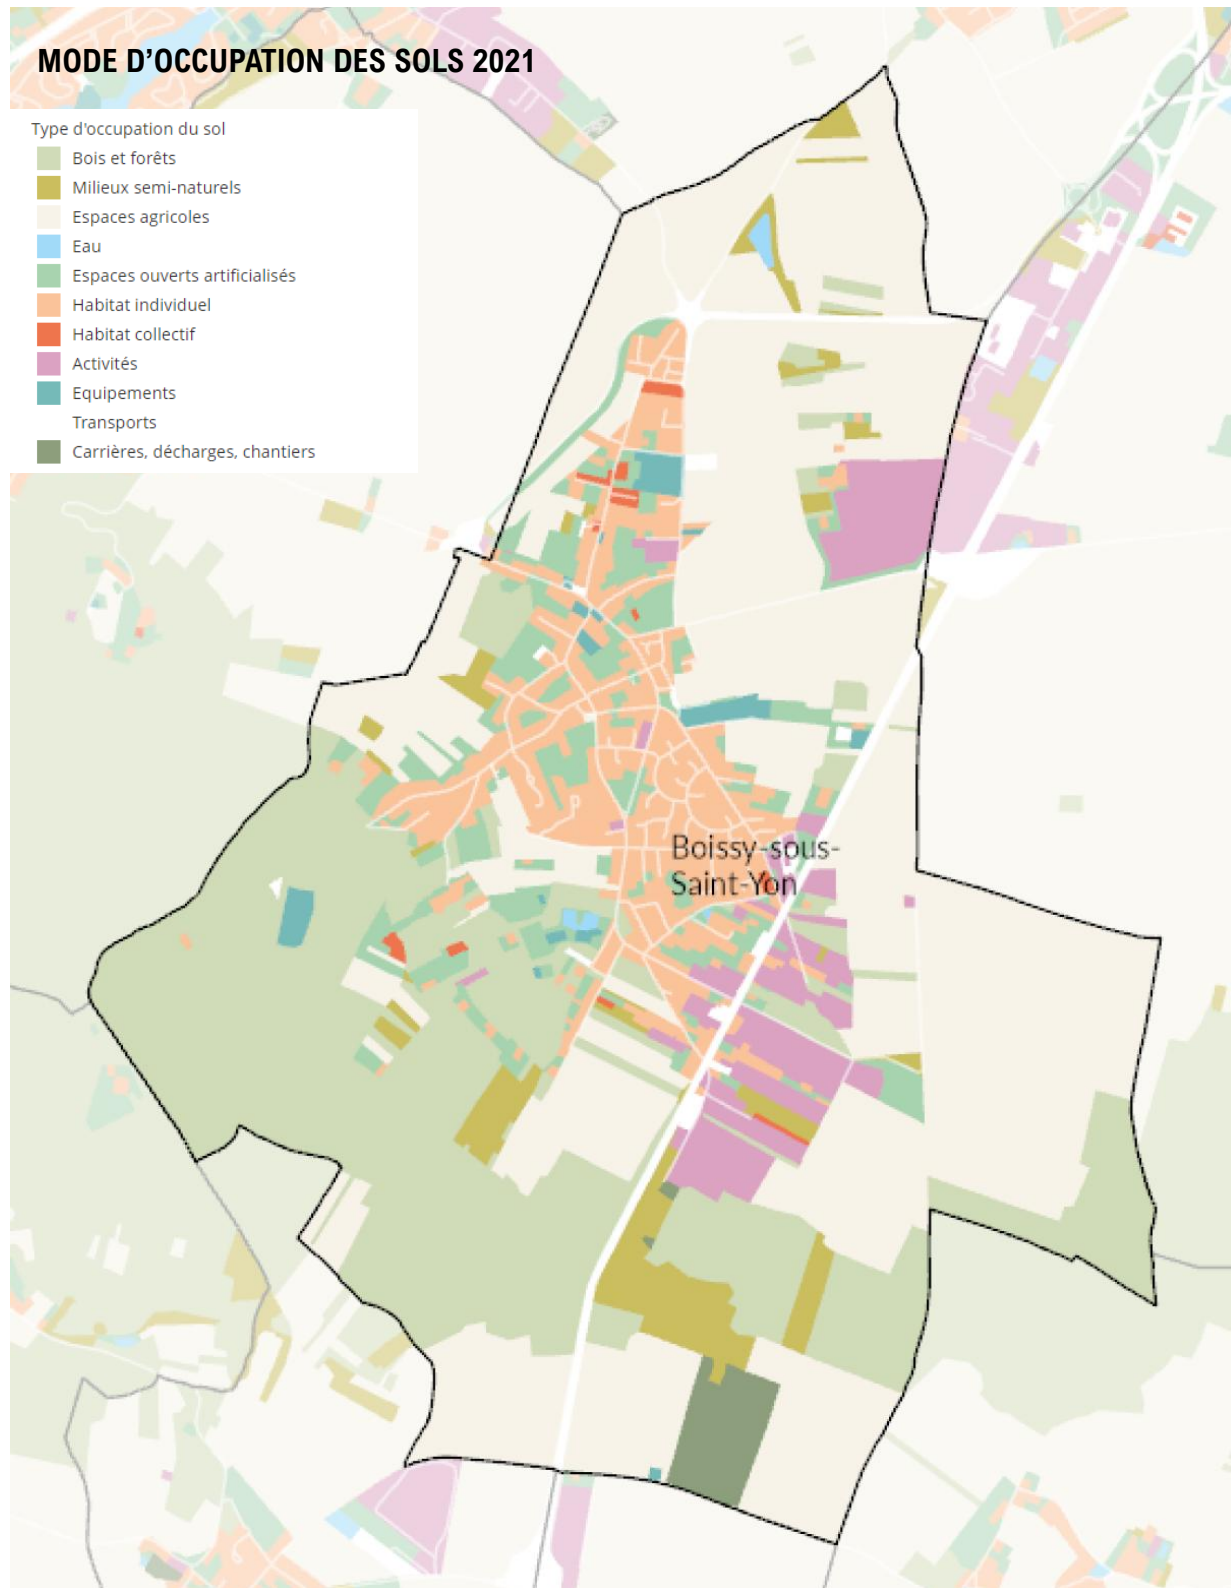 MODE D'OCCUPATION DES SOLS 2021
Type d'occupation du sol
Bois et forêts
Milieux semi-naturels
Espaces agricoles
Eau
Espaces ouverts artificialisés
Habitat individuel
Habitat collectif
Activités
Equipements
Transports
Carrières, décharges, chantiers
Boissy-sous-
Saint-Yon